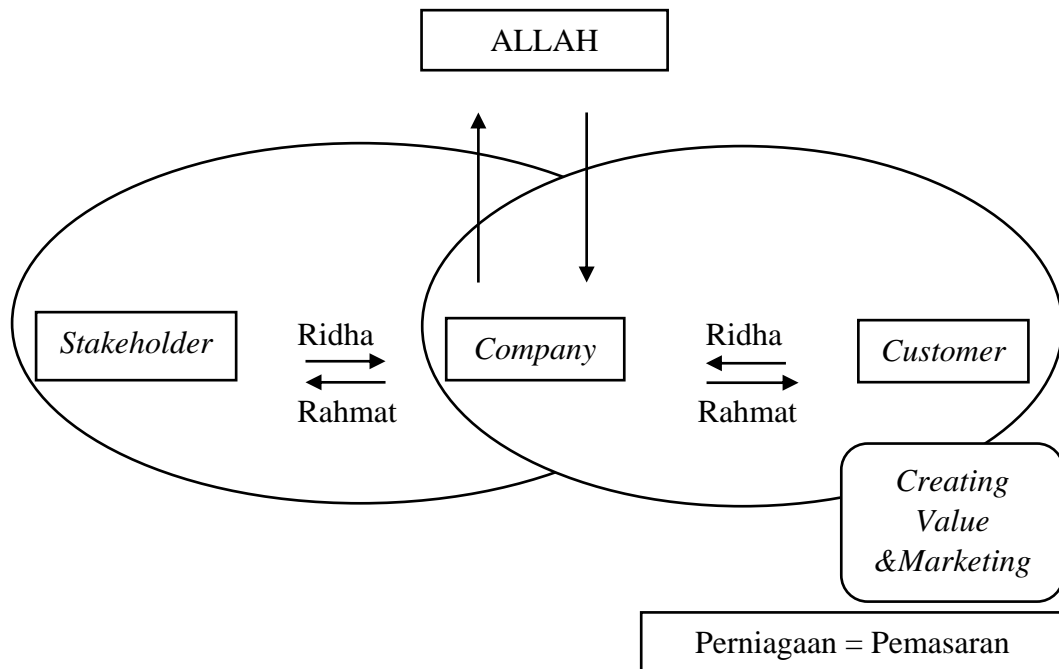 ALLAH
Stakeholder
Ridha
Rahmat
Company
Ridha
Rahmat
Customer
Creating
Value
&Marketing
Perniagaan = Pemasaran